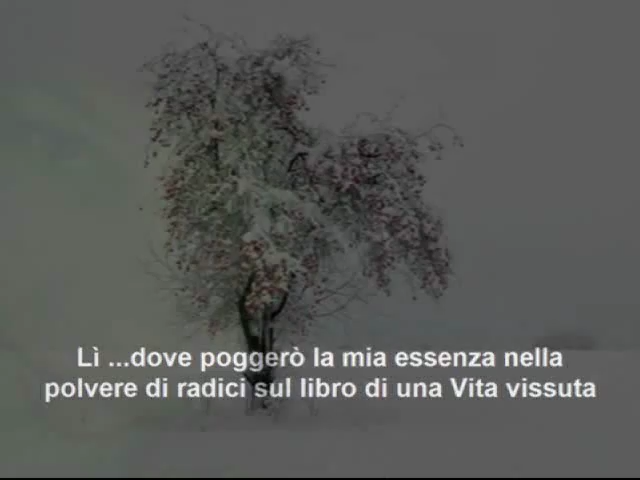 Lì ...dove poggerò la mia essenza nella
polvere di radici sul libro di una Vita vissuta